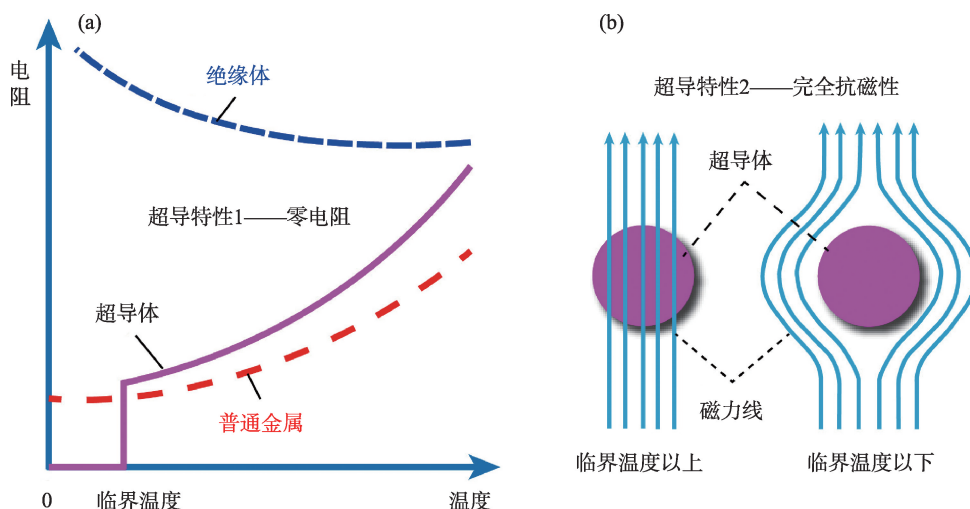 (a)
电阻
绝缘体
超导特性1——零电阻
超导体
普通金属
0
临界温度
温度
(b)
超导特性2——完全抗磁性
超导体
磁力线
临界温度以上
临界温度以下